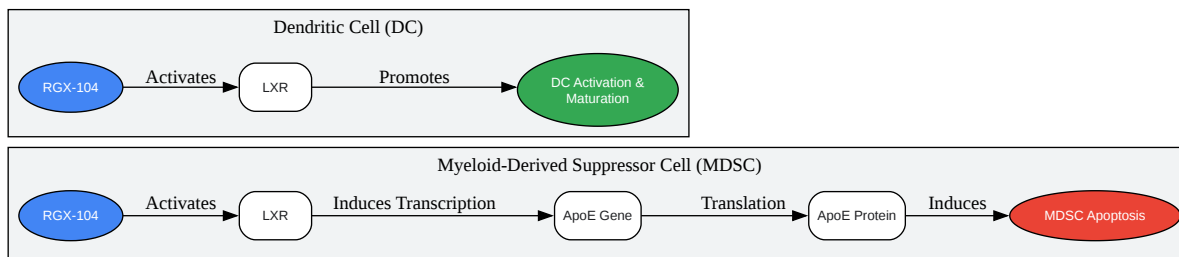 Dendritic Cell (DC)
RGX-104
Activates
LXR
Promotes
DC Activation &
Maturation
Myeloid-Derived Suppressor Cell (MDSC)
RGX-104
Activates
LXR
Induces Transcription
ApoE Gene
Translation
ApoE Protein
Induces
MDSC Apoptosis